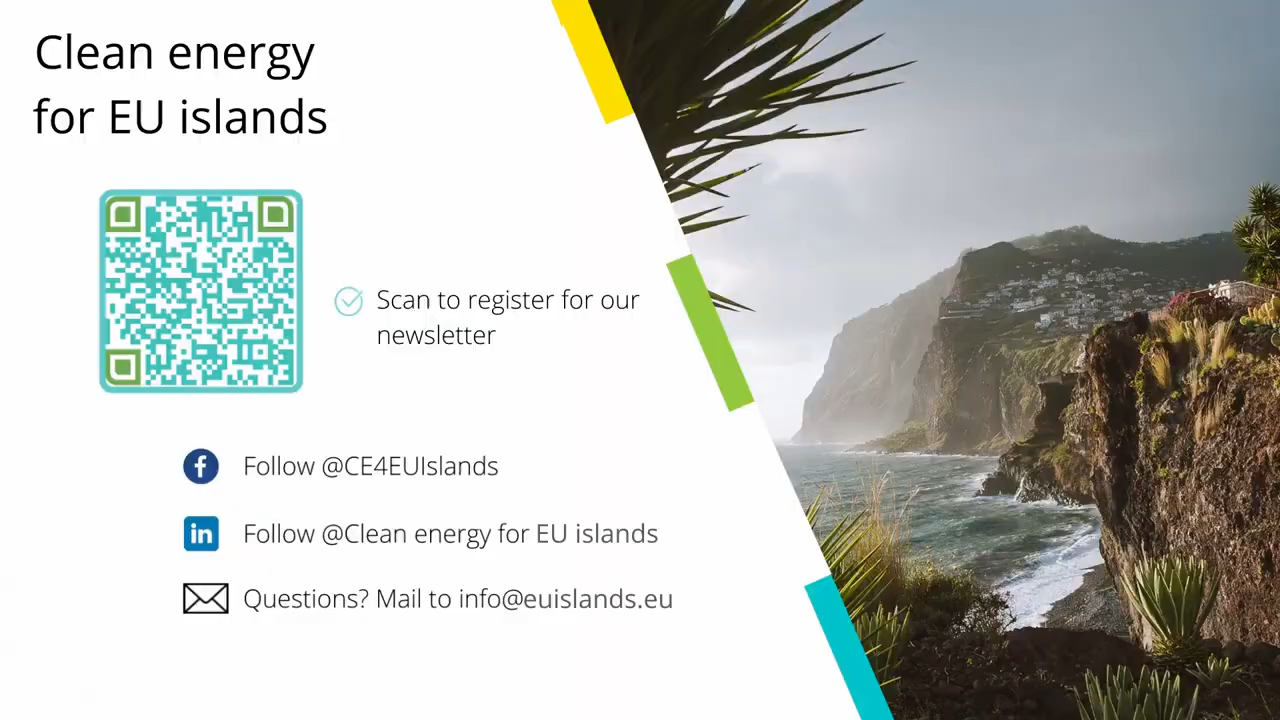 Clean energy
for EU islands
Scan to register for our
newsletter
Follow @CE4EUIslands
Follow @Clean energy for EU islands
Questions? Mail to info@euislands.eu